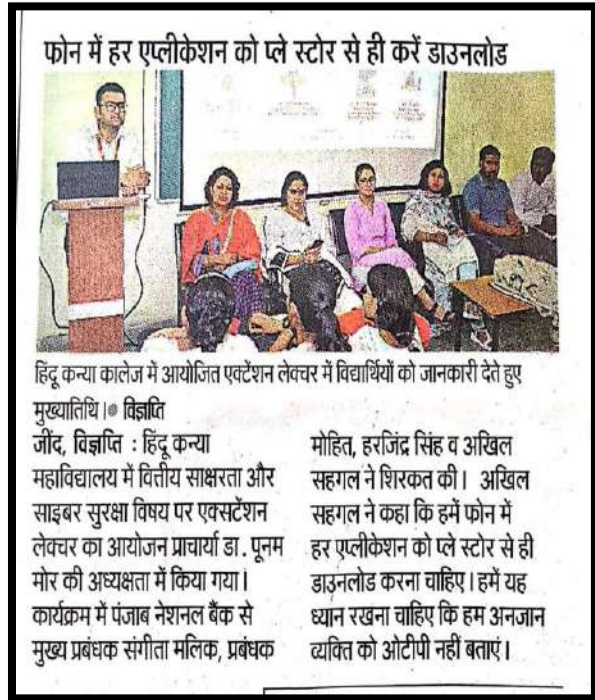 फोन में हर एप्लीकेशन को प्ले स्टोर से ही करें डाउनलोड
हिंदू कन्या कालेज में आयोजित एक्टेंशन लेक्चर में विद्यार्थियों को जानकारी देते हुए
मुख्यातिथि।● विज्ञप्ति
जींद, विज्ञप्ति : हिंदू कन्या
महाविद्यालय में वित्तीय साक्षरता और
साइबर सुरक्षा विषय पर एक्सटेंशन
लेक्चर का आयोजन प्राचार्या डा. पूनम
मोर की अध्यक्षता में किया गया।
कार्यक्रम में पंजाब नेशनल बैंक से
मुख्य प्रबंधक संगीता मलिक, प्रबंधक
मोहित, हरजिंद्र सिंह व अखिल
सहगल ने शिरकत की। अखिल
सहगल ने कहा कि हमें फोन में
हर एप्लीकेशन को प्ले स्टोर से ही
डाउनलोड करना चाहिए। हमें यह
ध्यान रखना चाहिए कि हम अनजान
व्यक्ति को ओटीपी नहीं बताएं।